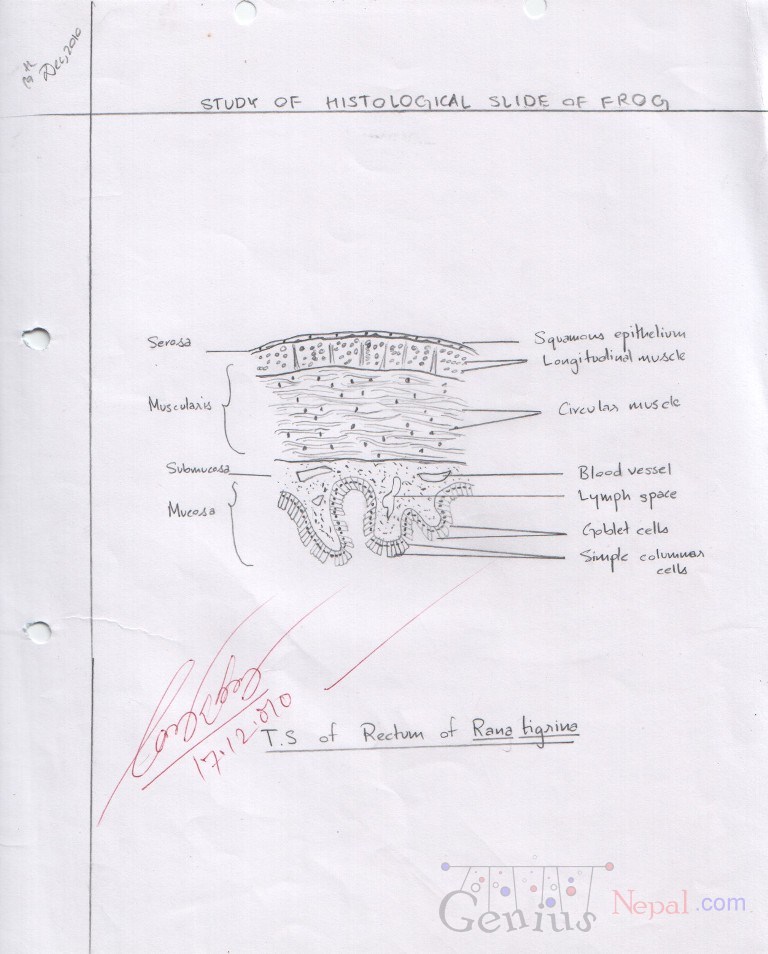 Dec, 2010
STUDY OF HISTOLOGICAL SLIDE OF FROG
Serosa
Squamous epithelium
Longitudinal muscle
Muscularis
Circular muscle
Submucosa
Blood vessel
Mucosa
Lymph space
Goblet cells
Simple columnar
cells
17.12.010
T.S of Rectum of Rana tigrina
Genius Nepal.com